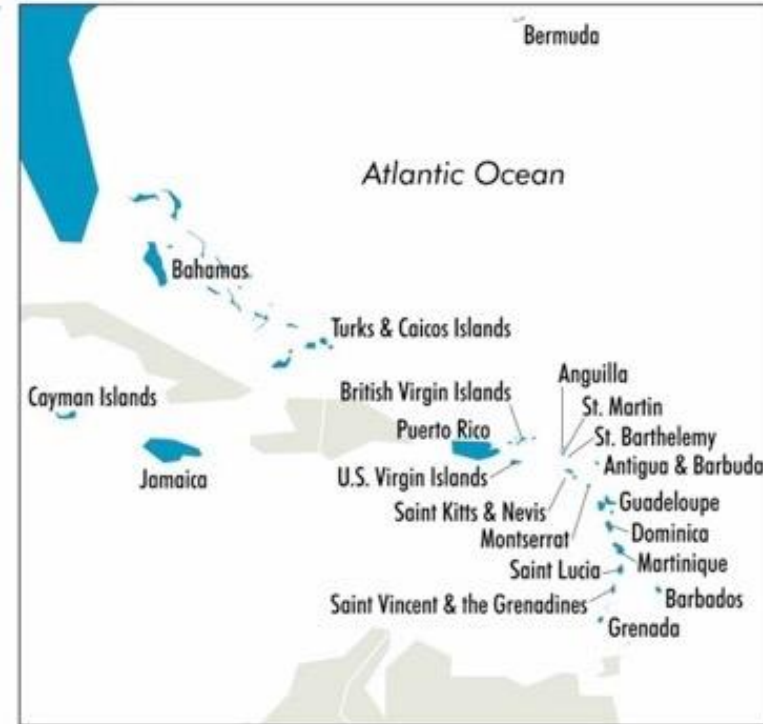 Bermuda
Atlantic Ocean
Bahamas
Turks & Caicos Islands
Cayman Islands
British Virgin Islands
Anguilla
St. Martin
Puerto Rico
St. Barthelemy
Jamaica
U.S. Virgin Islands
Antigua & Barbuda
Saint Kitts & Nevis
Guadeloupe
Montserrat
Dominica
Saint Lucia
Martinique
Saint Vincent & the Grenadines
Barbados
Grenada